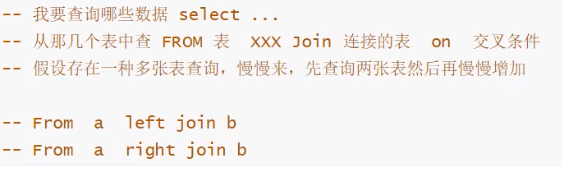 -- 我要查询哪些数据 select ...
-- 从那几个表中查 FROM 表 XXX Join 连接的表 on 交叉条件
-- 假设存在一种多张表查询，慢慢来，先查询两张表然后再慢慢增加
-- From a left join b
-- From a right join b